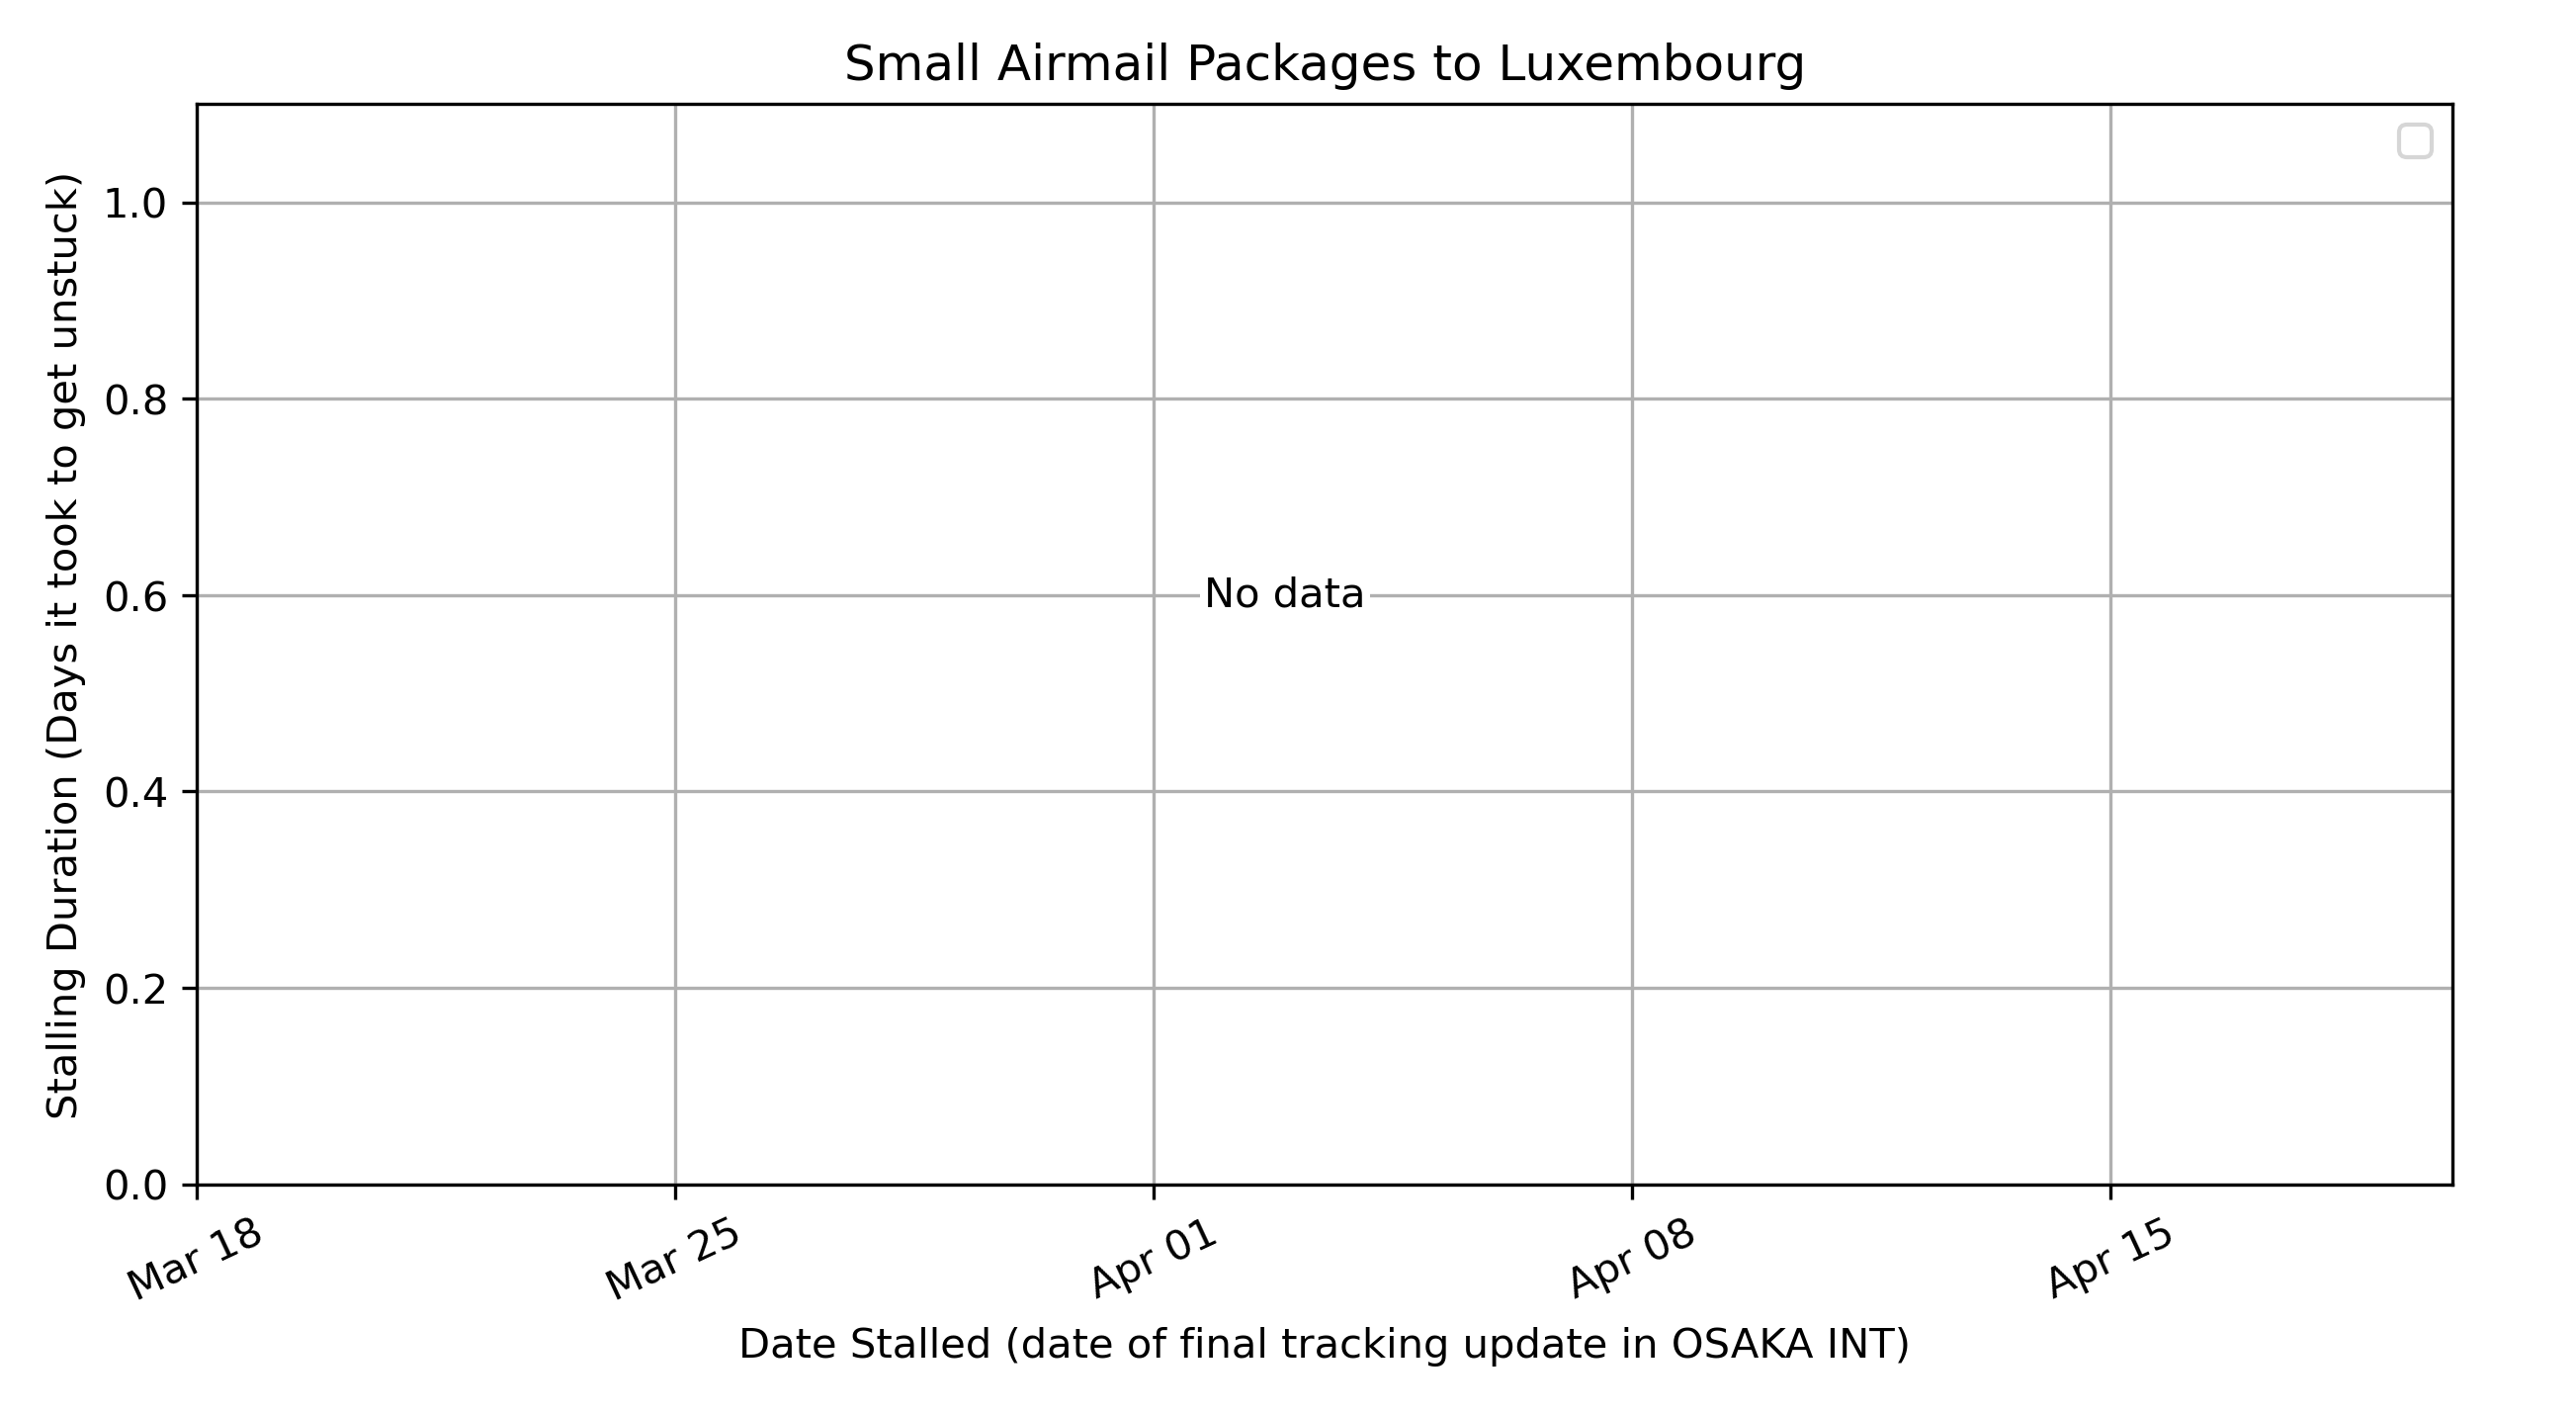 Small Airmail Packages to Luxembourg
Stalling Duration (Days it took to get unstuck)
1.0
0.8
0.6
0.4
0.2
0.0
No data
Mar 18
Mar 25
Apr 01
Apr 08
Apr 15
Date Stalled (date of final tracking update in OSAKA INT)